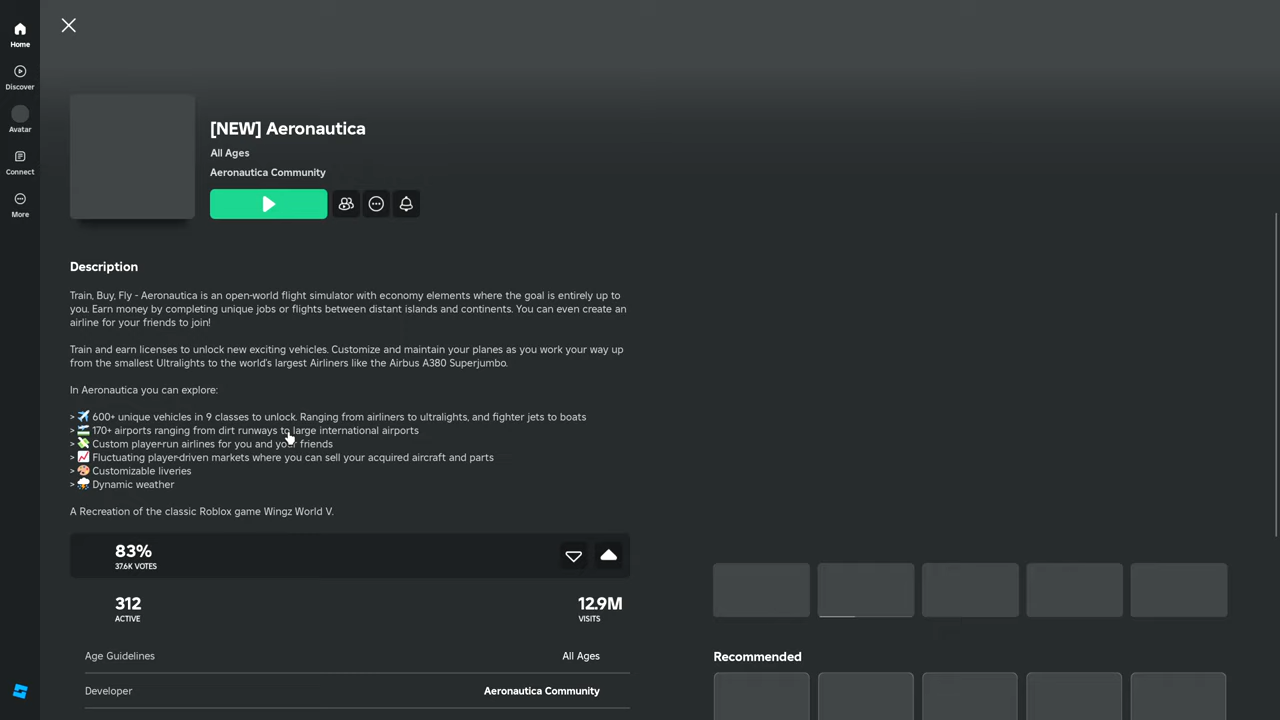 Home
Discover
Avatar
Connect
More
[NEW] Aeronautica
All Ages
Aeronautica Community
Description
Train, Buy, Fly - Aeronautica is an open-world flight simulator with economy elements where the goal is entirely up to
you. Earn money by completing unique jobs or flights between distant islands and continents. You can even create an
airline for your friends to join!
Train and earn licenses to unlock new exciting vehicles. Customize and maintain your planes as you work your way up
from the smallest Ultralights to the world's largest Airliners like the Airbus A380 Superjumbo.
In Aeronautica you can explore:
> ✈️ 600+ unique vehicles in 9 classes to unlock. Ranging from airliners to ultralights, and fighter jets to boats
> 🛫 170+ airports ranging from dirt runways to large international airports
> 💸 Custom player-run airlines for you and your friends
> 📈 Fluctuating player-driven markets where you can sell your acquired aircraft and parts
> 🎨 Customizable liveries
> ⛈️ Dynamic weather
A Recreation of the classic Roblox game Wingz World V.
83%
37.6K VOTES
312
ACTIVE
12.9M
VISITS
Age Guidelines
All Ages
Developer
Aeronautica Community
Recommended